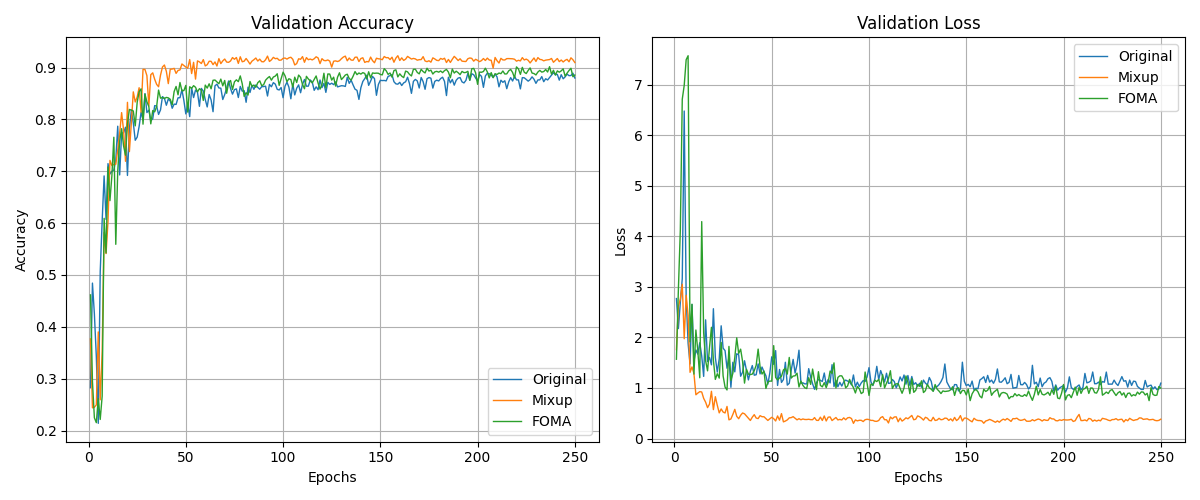 Validation Accuracy
Accuracy
0.9
0.8
0.7
0.6
0.5
0.4
0.3
0.2
0
50
100
150
200
250
Epochs
Original
Mixup
FOMA
Validation Loss
Loss
7
6
5
4
3
2
1
0
0
50
100
150
200
250
Epochs
Original
Mixup
FOMA